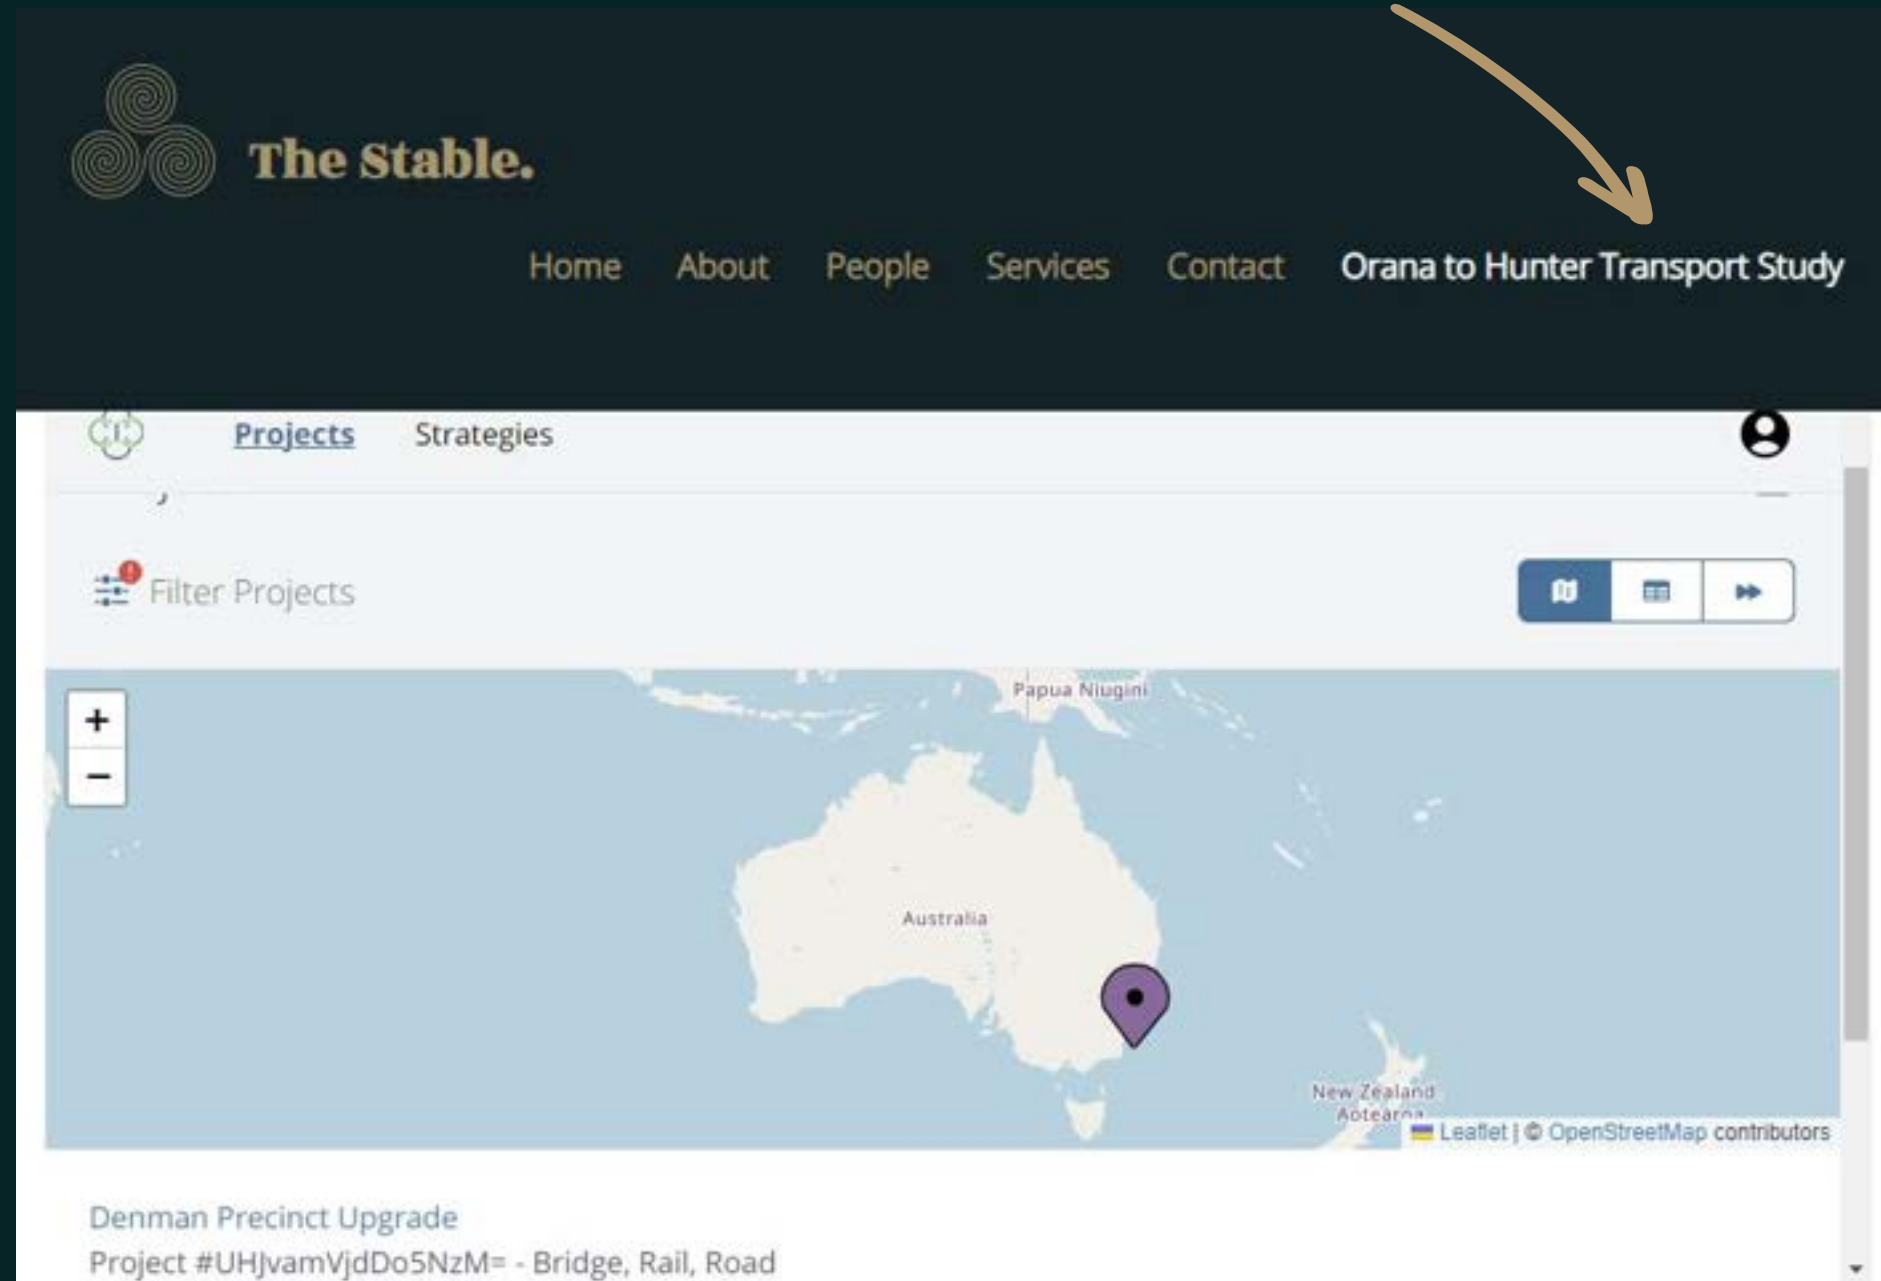 The Stable.
Home About People Services Contact Orana to Hunter Transport Study
Projects Strategies
Filter Projects
+
−
Papua Niugini
Australia
New Zealand
Aotearoa
Leaflet | © OpenStreetMap contributors
Denman Precinct Upgrade
Project #UHJvamVjdDo5NzM= - Bridge, Rail, Road